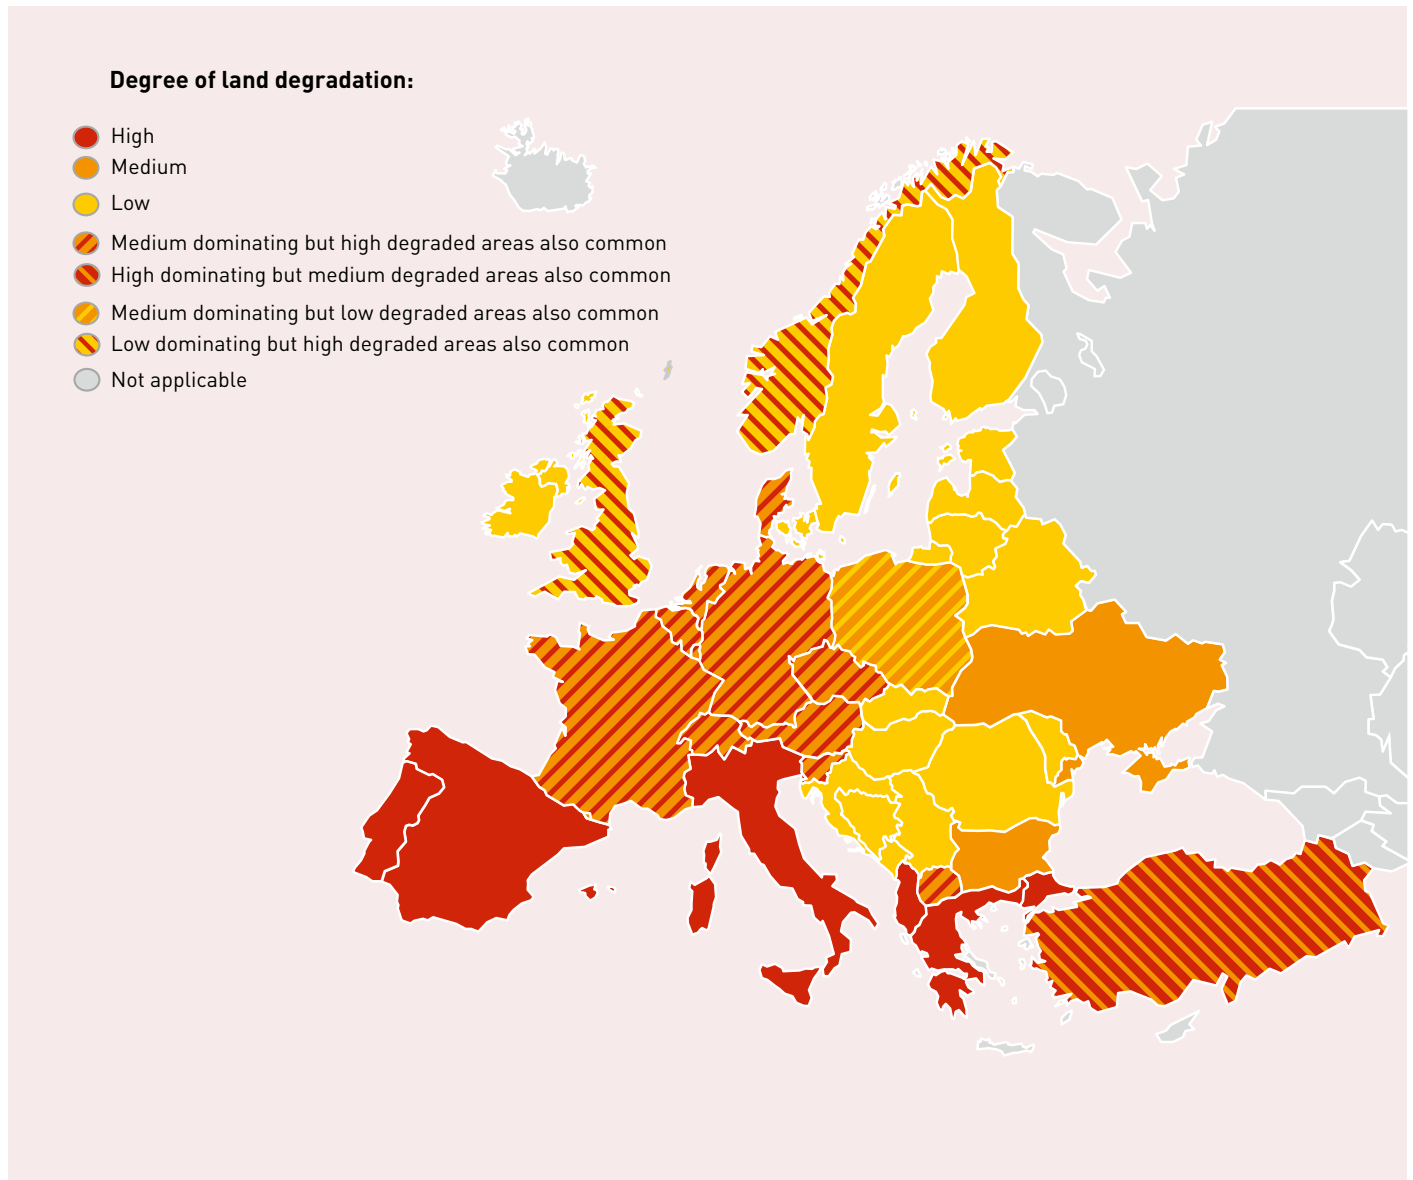 Degree of land degradation:
High
Medium
Low
Medium dominating but high degraded areas also common
High dominating but medium degraded areas also common
Medium dominating but low degraded areas also common
Low dominating but high degraded areas also common
Not applicable